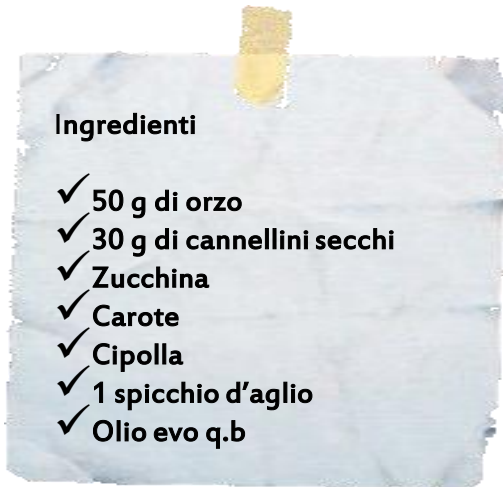 Ingredienti
✓50 g di orzo
✓30 g di cannellini secchi
✓Zucchina
✓Carote
✓Cipolla
✓1 spicchio d'aglio
✓Olio evo q.b